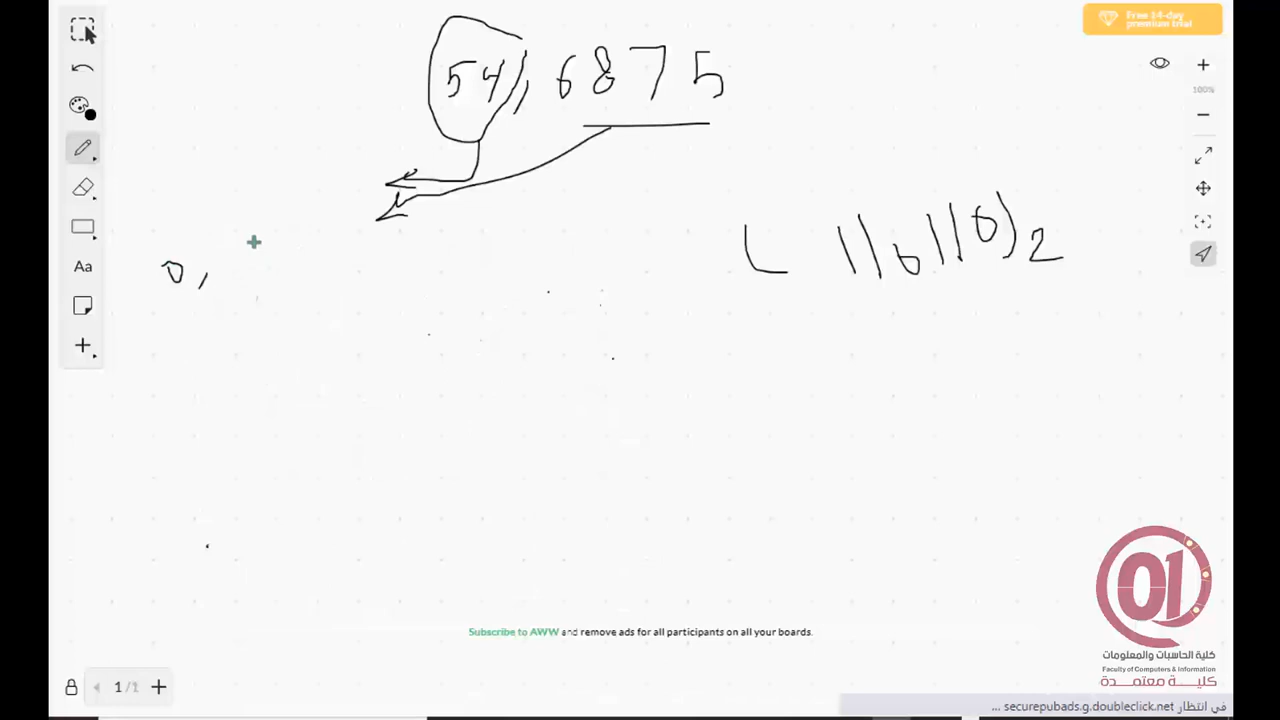 Free 14-day
premium trial
54,6875
100%
(110110)2
0,
Aa
01
Subscribe to AWW and remove ads for all participants on all your boards.
كلية الحاسبات والمعلومات
Faculty of Computers & Information
كليـــة معتمـــدة
1/1
في انتظار securepubads.g.doubleclick.net ...